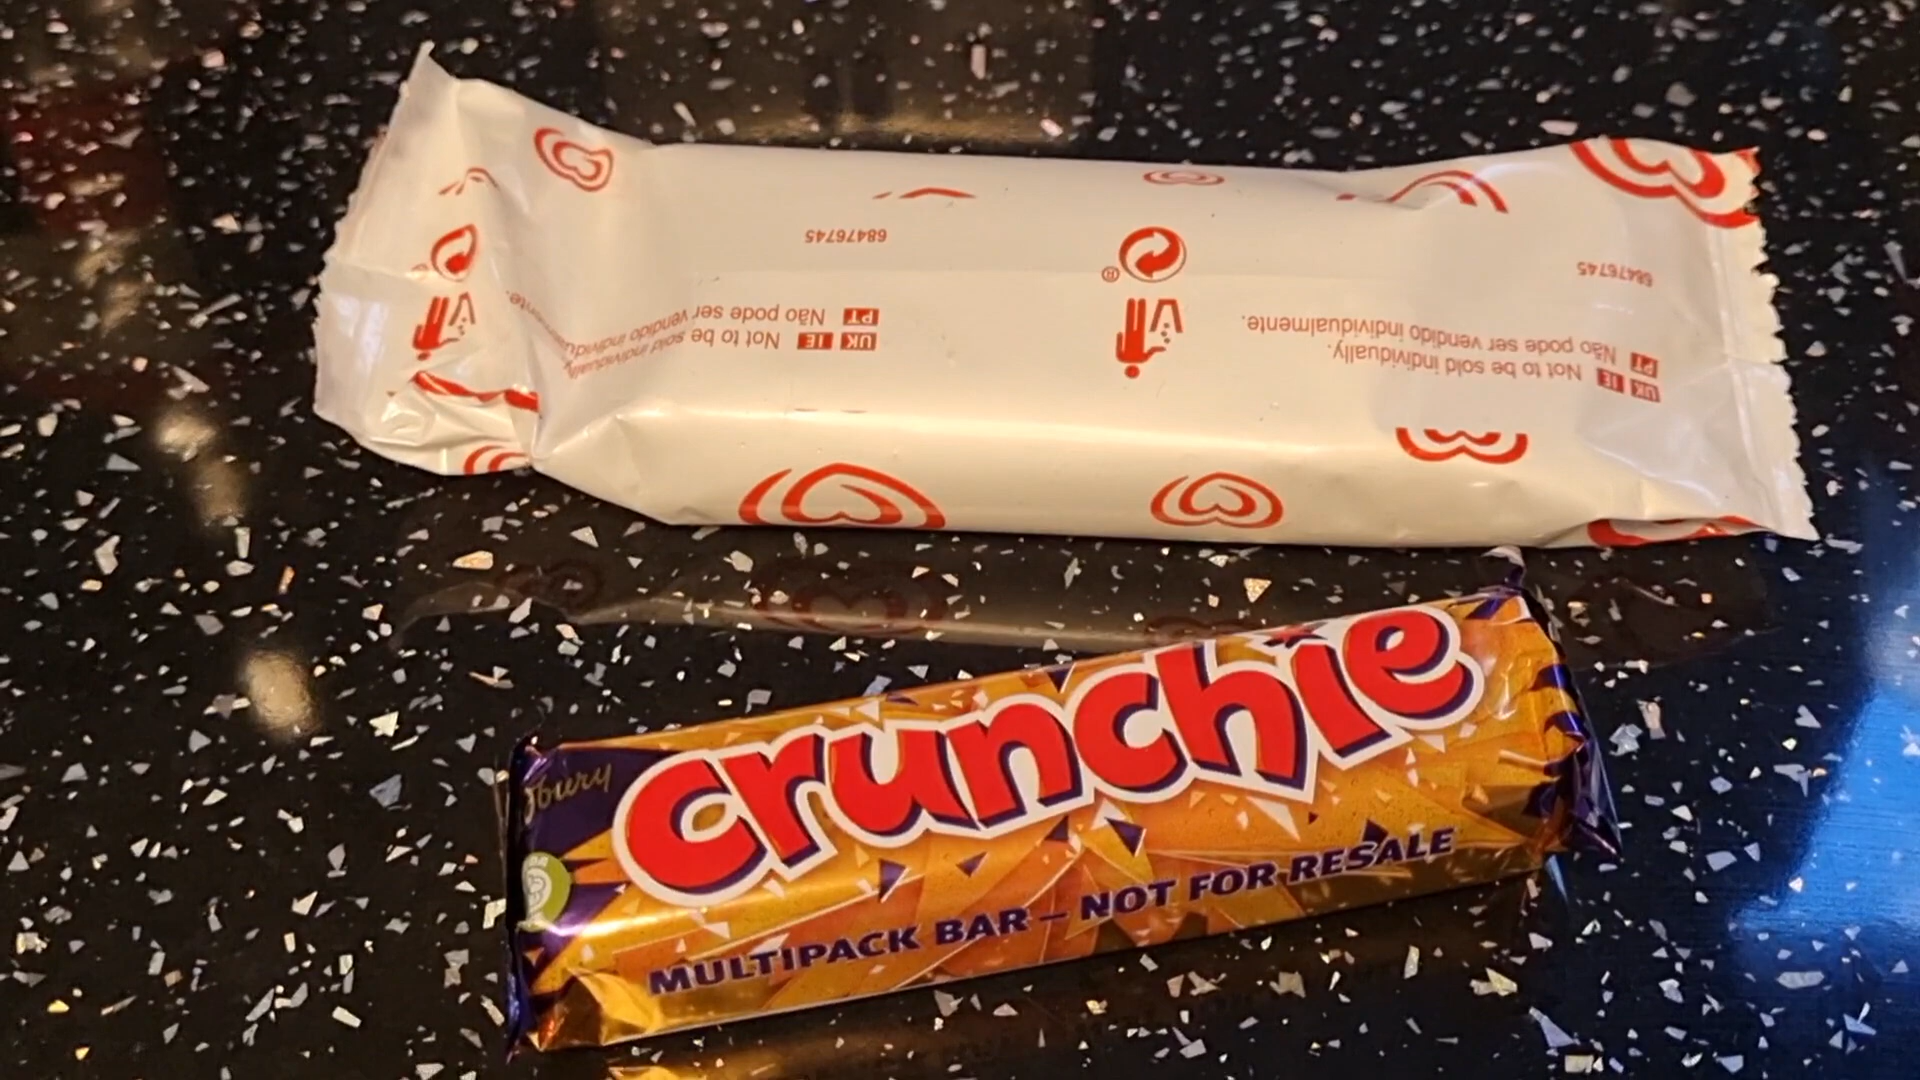 68476745
68476745
PT Não pode ser vendido individualmente.
UK IE Not to be sold individually.
®
PT Não pode ser vendido individualmente.
UK IE Not to be sold individually.
crunchie
MULTIPACK BAR – NOT FOR RESALE